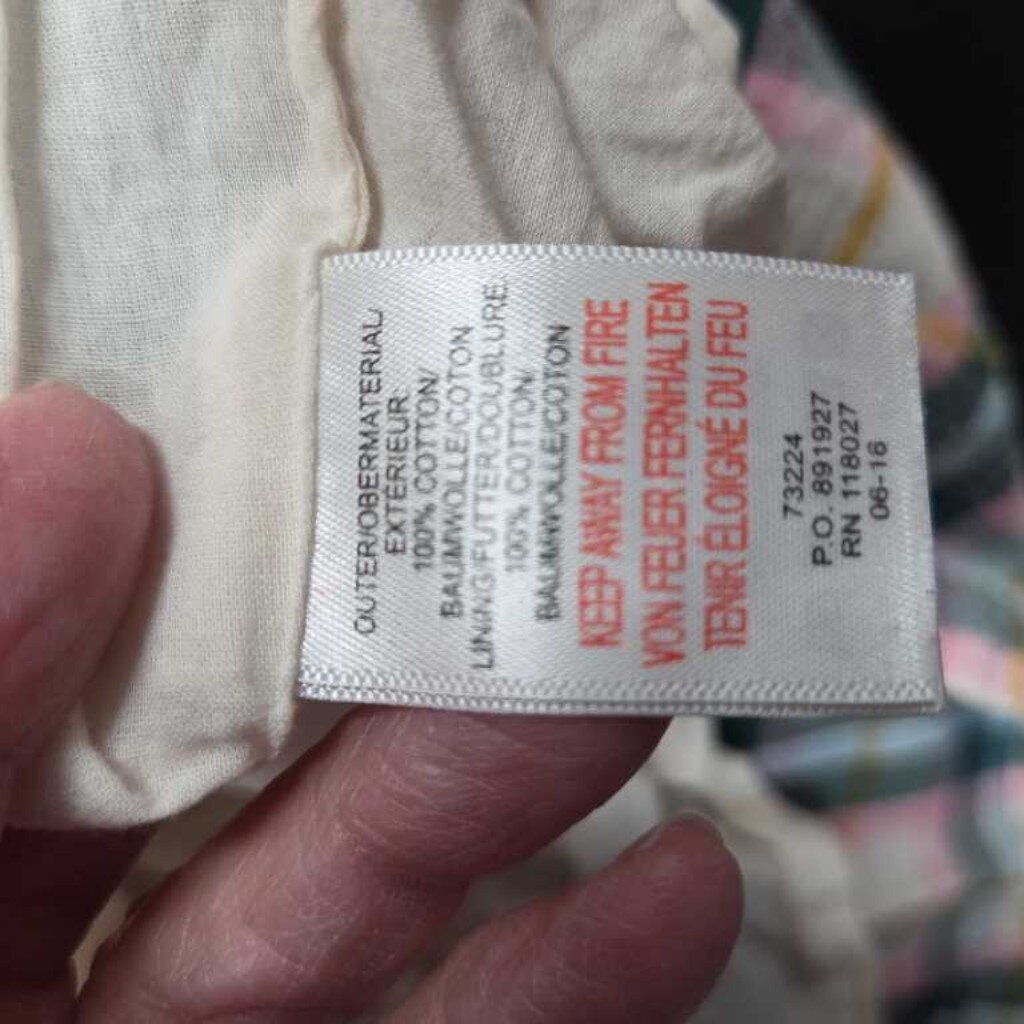 OUTER/OBERMATERIAL/
EXTÉRIEUR:
100% COTTON/
BAUMWOLLE/COTON
LINING/FUTTER/DOUBLURE:
100% COTTON/
BAUMWOLLE/COTON
KEEP AWAY FROM FIRE
VON FEUER FERNHALTEN
TENIR ÉLOIGNÉ DU FEU
73224
P.O. 891927
RN 118027
06-16